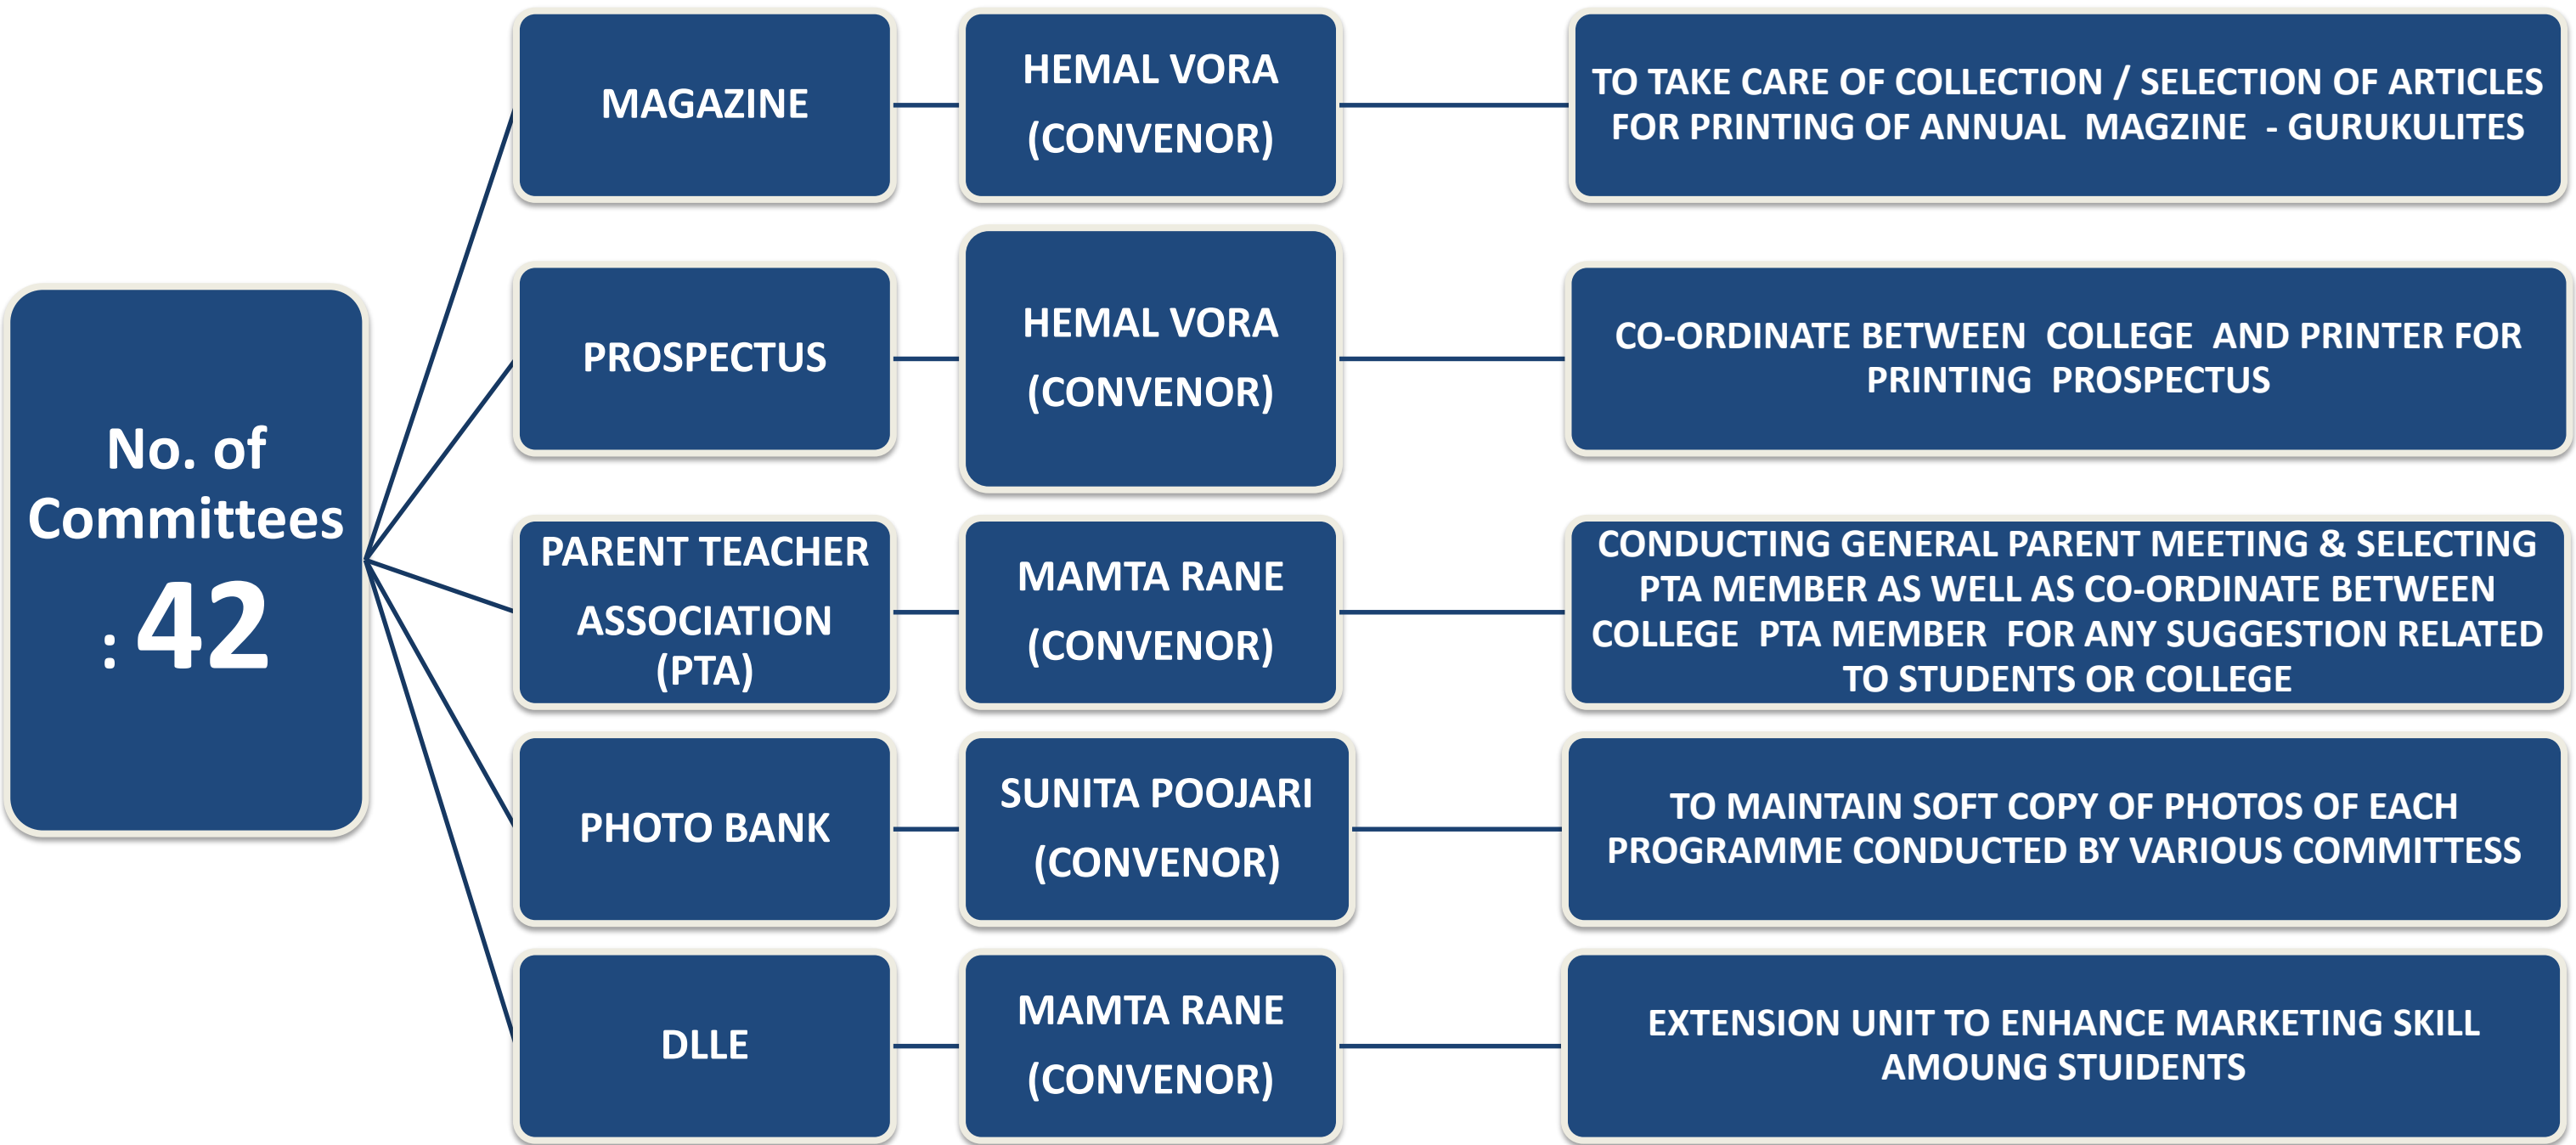 No. of
Committees
: 42
MAGAZINE
HEMAL VORA
(CONVENOR)
TO TAKE CARE OF COLLECTION / SELECTION OF ARTICLES
FOR PRINTING OF ANNUAL MAGZINE - GURUKULITES
PROSPECTUS
HEMAL VORA
(CONVENOR)
CO-ORDINATE BETWEEN COLLEGE AND PRINTER FOR
PRINTING PROSPECTUS
PARENT TEACHER
ASSOCIATION
(PTA)
MAMTA RANE
(CONVENOR)
CONDUCTING GENERAL PARENT MEETING & SELECTING
PTA MEMBER AS WELL AS CO-ORDINATE BETWEEN
COLLEGE PTA MEMBER FOR ANY SUGGESTION RELATED
TO STUDENTS OR COLLEGE
PHOTO BANK
SUNITA POOJARI
(CONVENOR)
TO MAINTAIN SOFT COPY OF PHOTOS OF EACH
PROGRAMME CONDUCTED BY VARIOUS COMMITTESS
DLLE
MAMTA RANE
(CONVENOR)
EXTENSION UNIT TO ENHANCE MARKETING SKILL
AMOUNG STUIDENTS